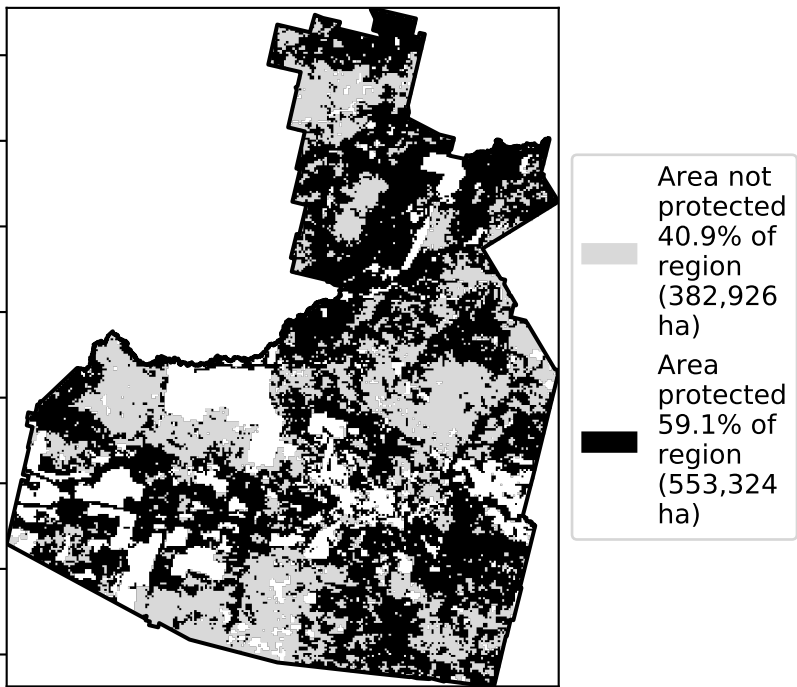 Area not
protected
40.9% of
region
(382,926
ha)
Area
protected
59.1% of
region
(553,324
ha)